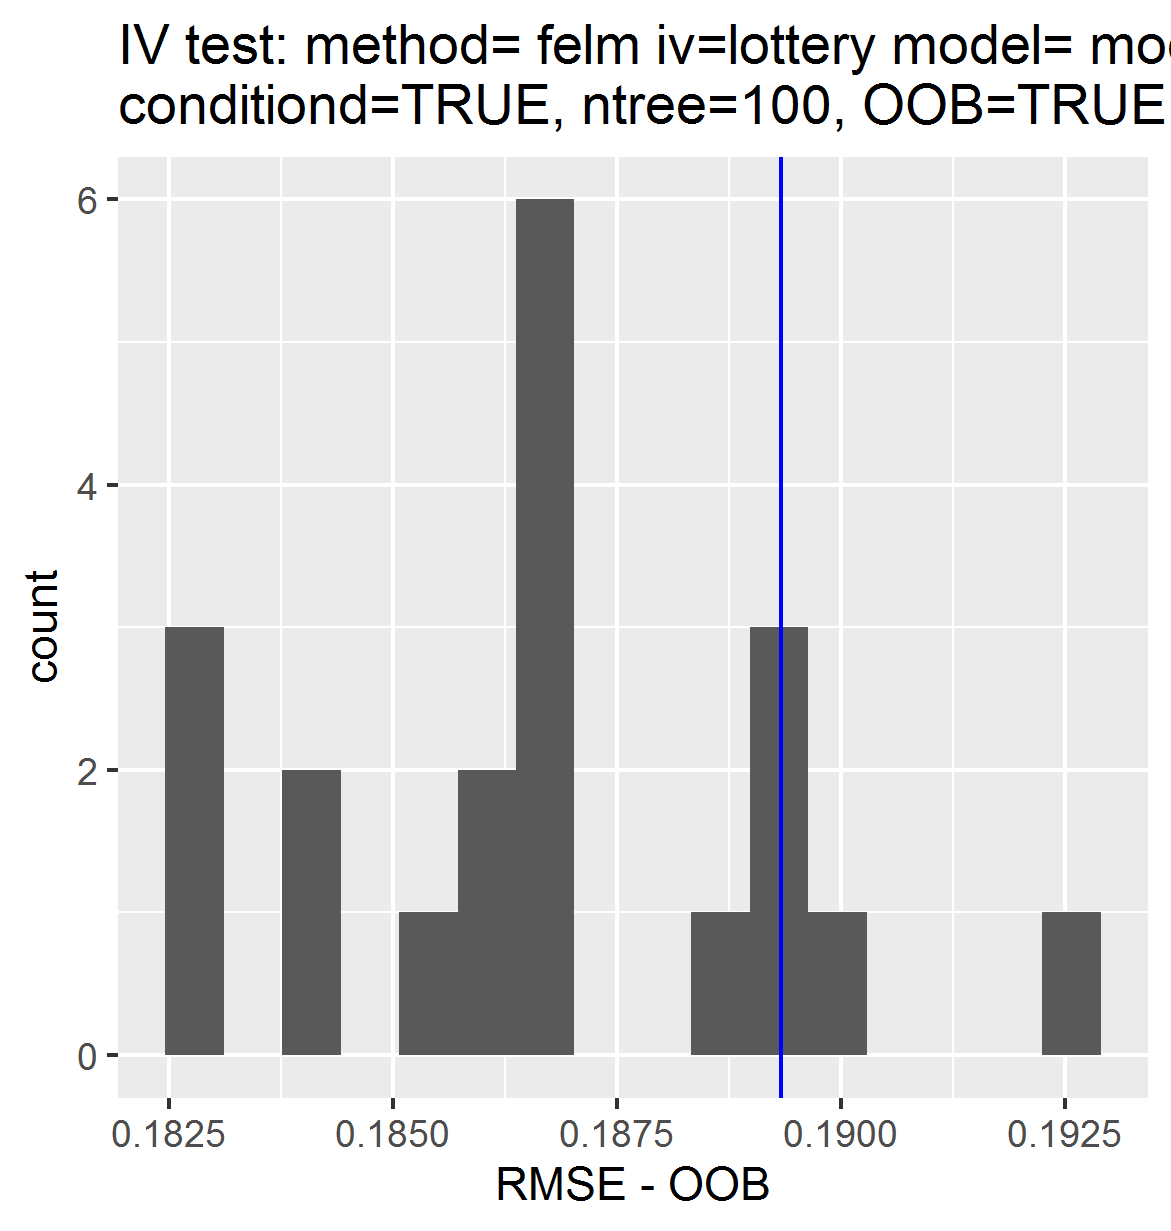 IV test: method= felm iv=lottery model=
conditiond=TRUE, ntree=100, OOB=TRUE
6
4
2
0
count
0.1825 0.1850 0.1875 0.1900 0.1925
RMSE - OOB